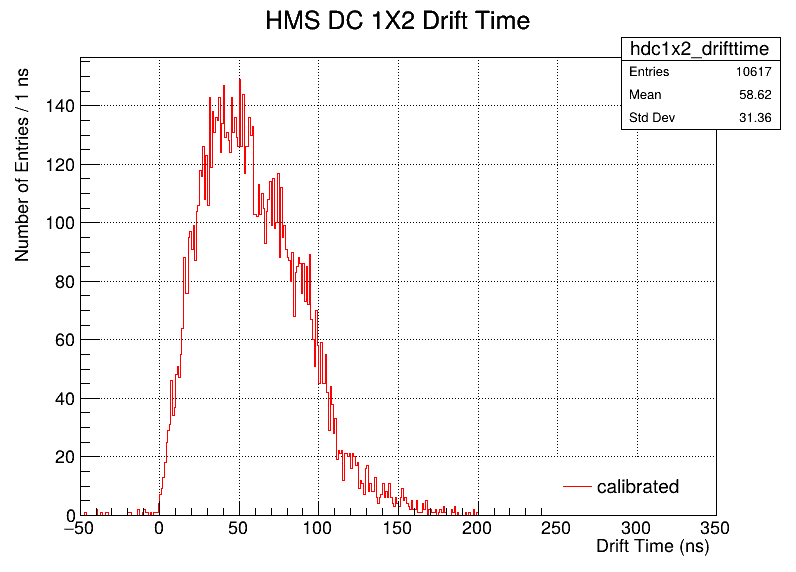 HMS DC 1X2 Drift Time
hdc1x2_drifttime
Entries 10617
Mean 58.62
Std Dev 31.36
Number of Entries / 1 ns
140
120
100
80
60
40
20
0
−50 0 50 100 150 200 250 300 350
Drift Time (ns)
calibrated